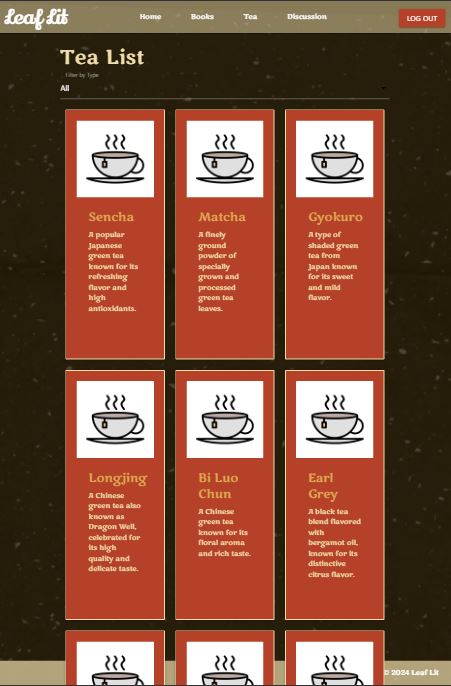 Leaf Lit
Home Books Tea Discussion
LOG OUT
Tea List
Filter by Type
All
Sencha
A popular
Japanese
green tea
known for its
refreshing
flavor and
high
antioxidants.
Matcha
A finely
ground
powder of
specially
grown and
processed
green tea
leaves.
Gyokuro
A type of
shaded green
tea from
Japan known
for its sweet
and mild
flavor.
Longjing
A Chinese
green tea also
known as
Dragon Well,
celebrated for
its high
quality and
delicate taste.
Bi Luo
Chun
A Chinese
green tea
known for its
floral aroma
and rich taste.
Earl
Grey
A black tea
blend flavored
with
bergamot oil,
known for its
distinctive
citrus flavor.
© 2024 Leaf Lit